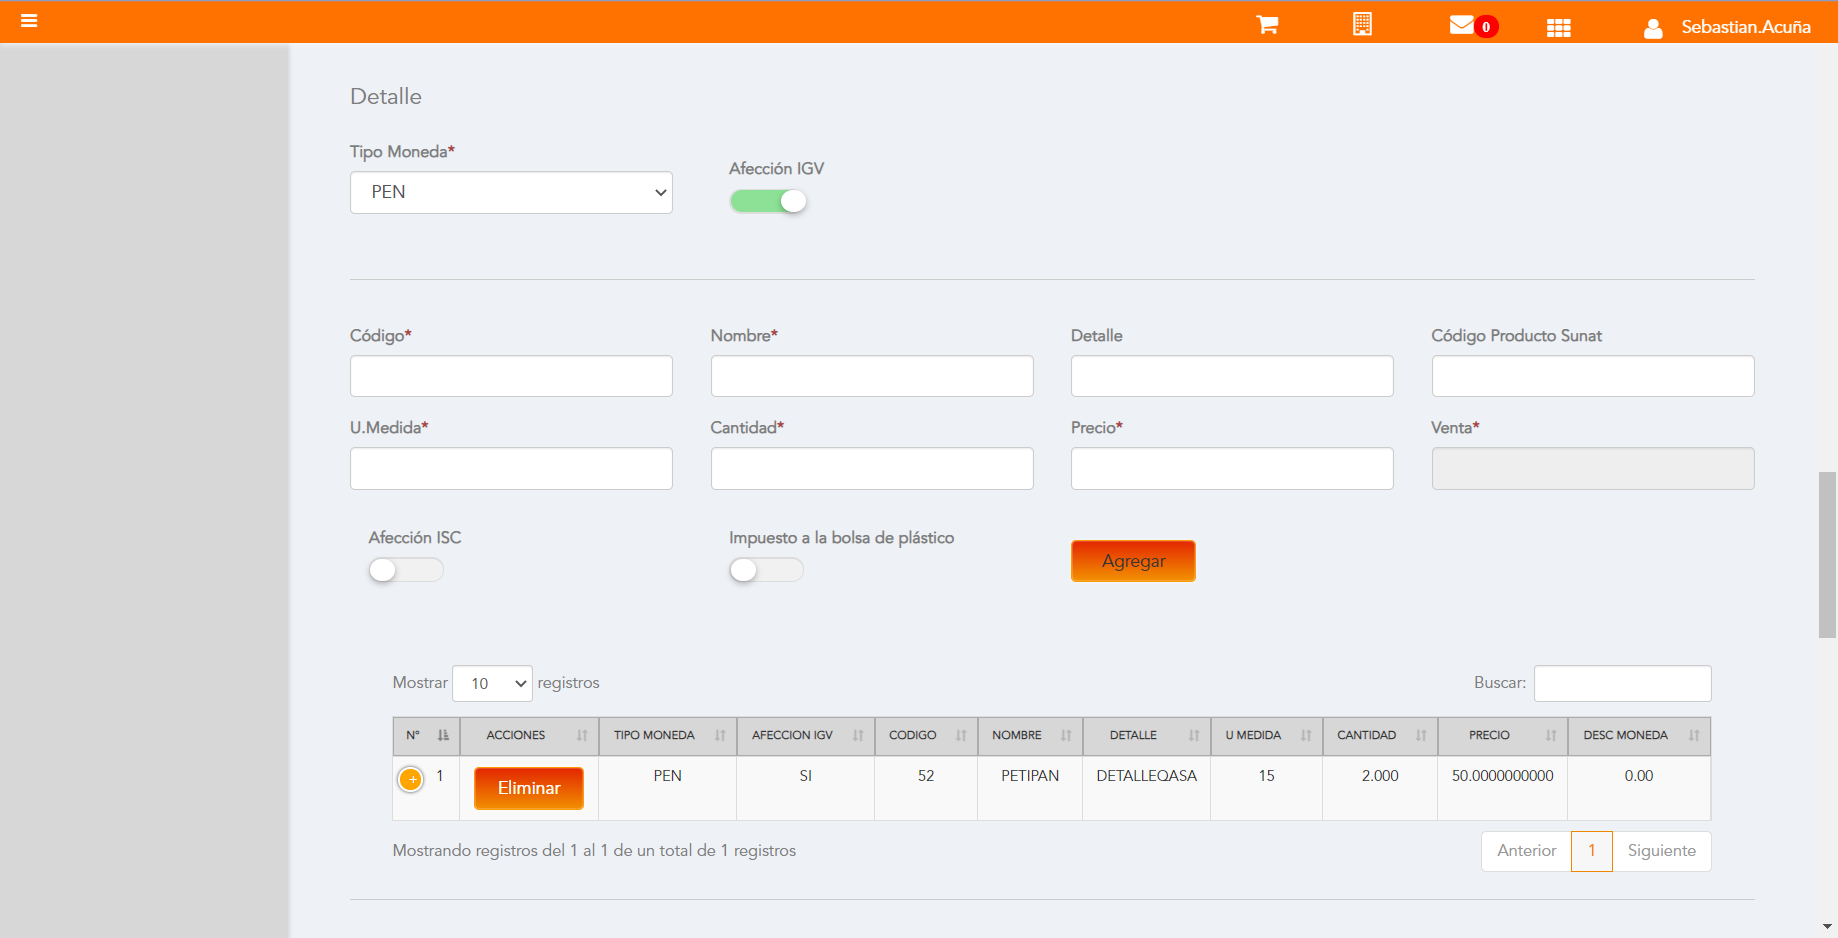 0 Sebastian.Acuña
Detalle
Tipo Moneda* Afección IGV
PEN
Código* Nombre* Detalle Código Producto Sunat
U.Medida* Cantidad* Precio* Venta*
Afección ISC Impuesto a la bolsa de plástico
Agregar
Mostrar 10 registros Buscar:
N° ACCIONES TIPO MONEDA AFECCION IGV CODIGO NOMBRE DETALLE U MEDIDA CANTIDAD PRECIO DESC MONEDA
+ 1 Eliminar PEN SI 52 PETIPAN DETALLEQASA 15 2.000 50.0000000000 0.00
Mostrando registros del 1 al 1 de un total de 1 registros Anterior 1 Siguiente